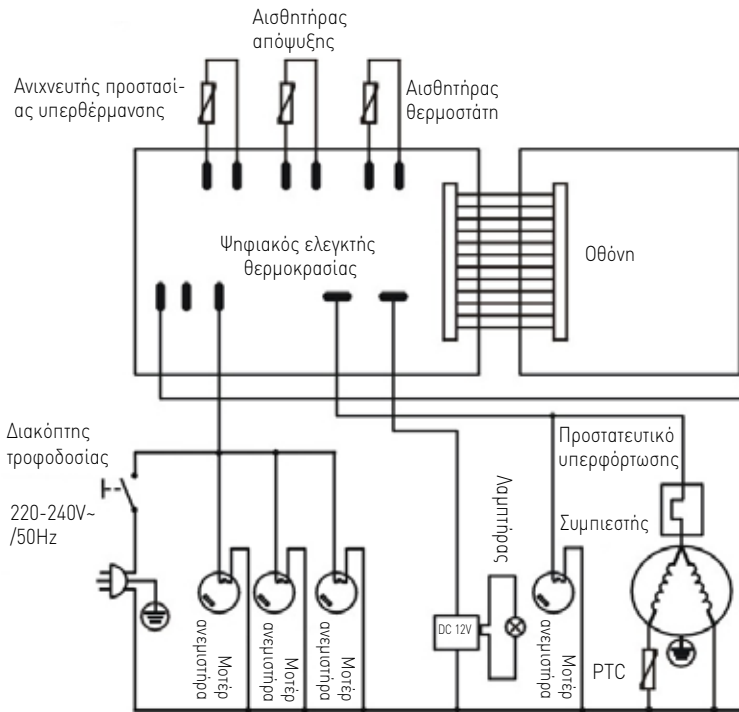 Αισθητήρας
απόψυξης
Ανιχνευτής προστασί-
ας υπερθέρμανσης
Αισθητήρας
θερμοστάτη
Ψηφιακός ελεγκτής
θερμοκρασίας
Οθόνη
Διακόπτης
τροφοδοσίας
220-240V~
/50Hz
Προστατευτικό
υπερφόρτωσης
Συμπιεστής
Λαμπτήρας
DC 12V
Μοτέρ
ανεμιστήρα
Μοτέρ
ανεμιστήρα
Μοτέρ
ανεμιστήρα
Μοτέρ
ανεμιστήρα
PTC